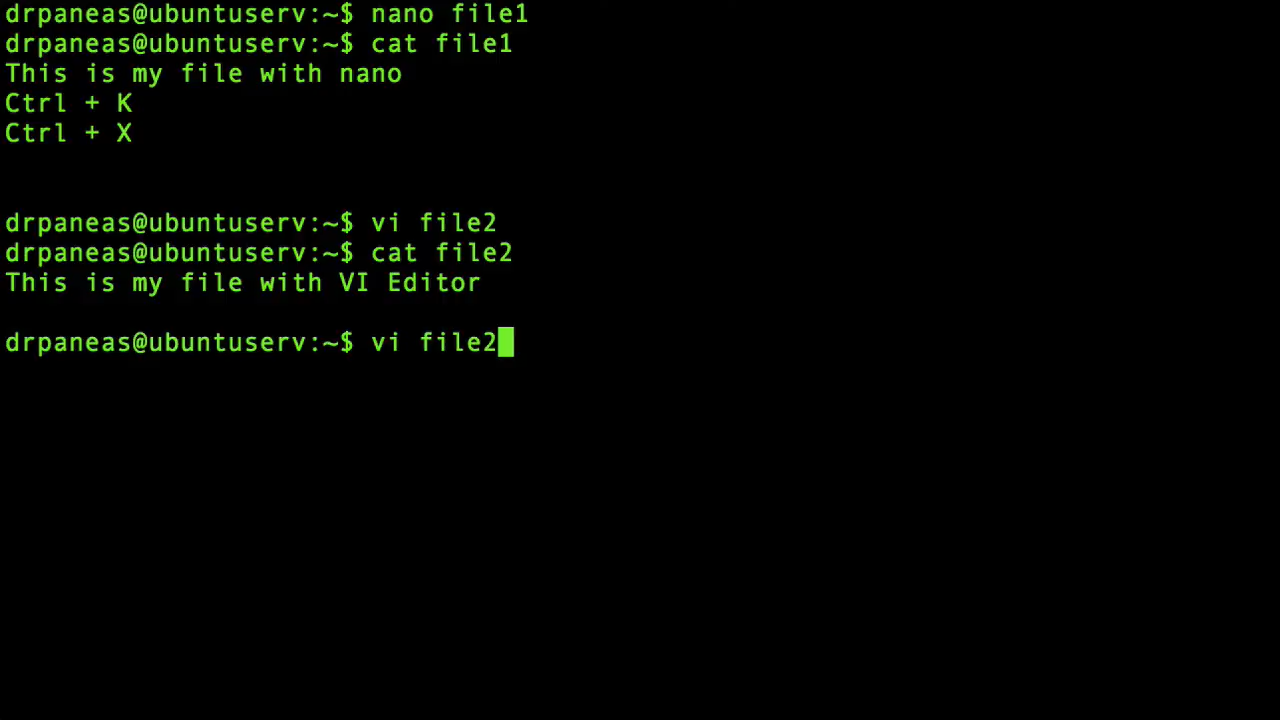 drpaneas@ubuntuserv:~$ nano file1
drpaneas@ubuntuserv:~$ cat file1
This is my file with nano
Ctrl + K
Ctrl + X
drpaneas@ubuntuserv:~$ vi file2
drpaneas@ubuntuserv:~$ cat file2
This is my file with VI Editor
drpaneas@ubuntuserv:~$ vi file2